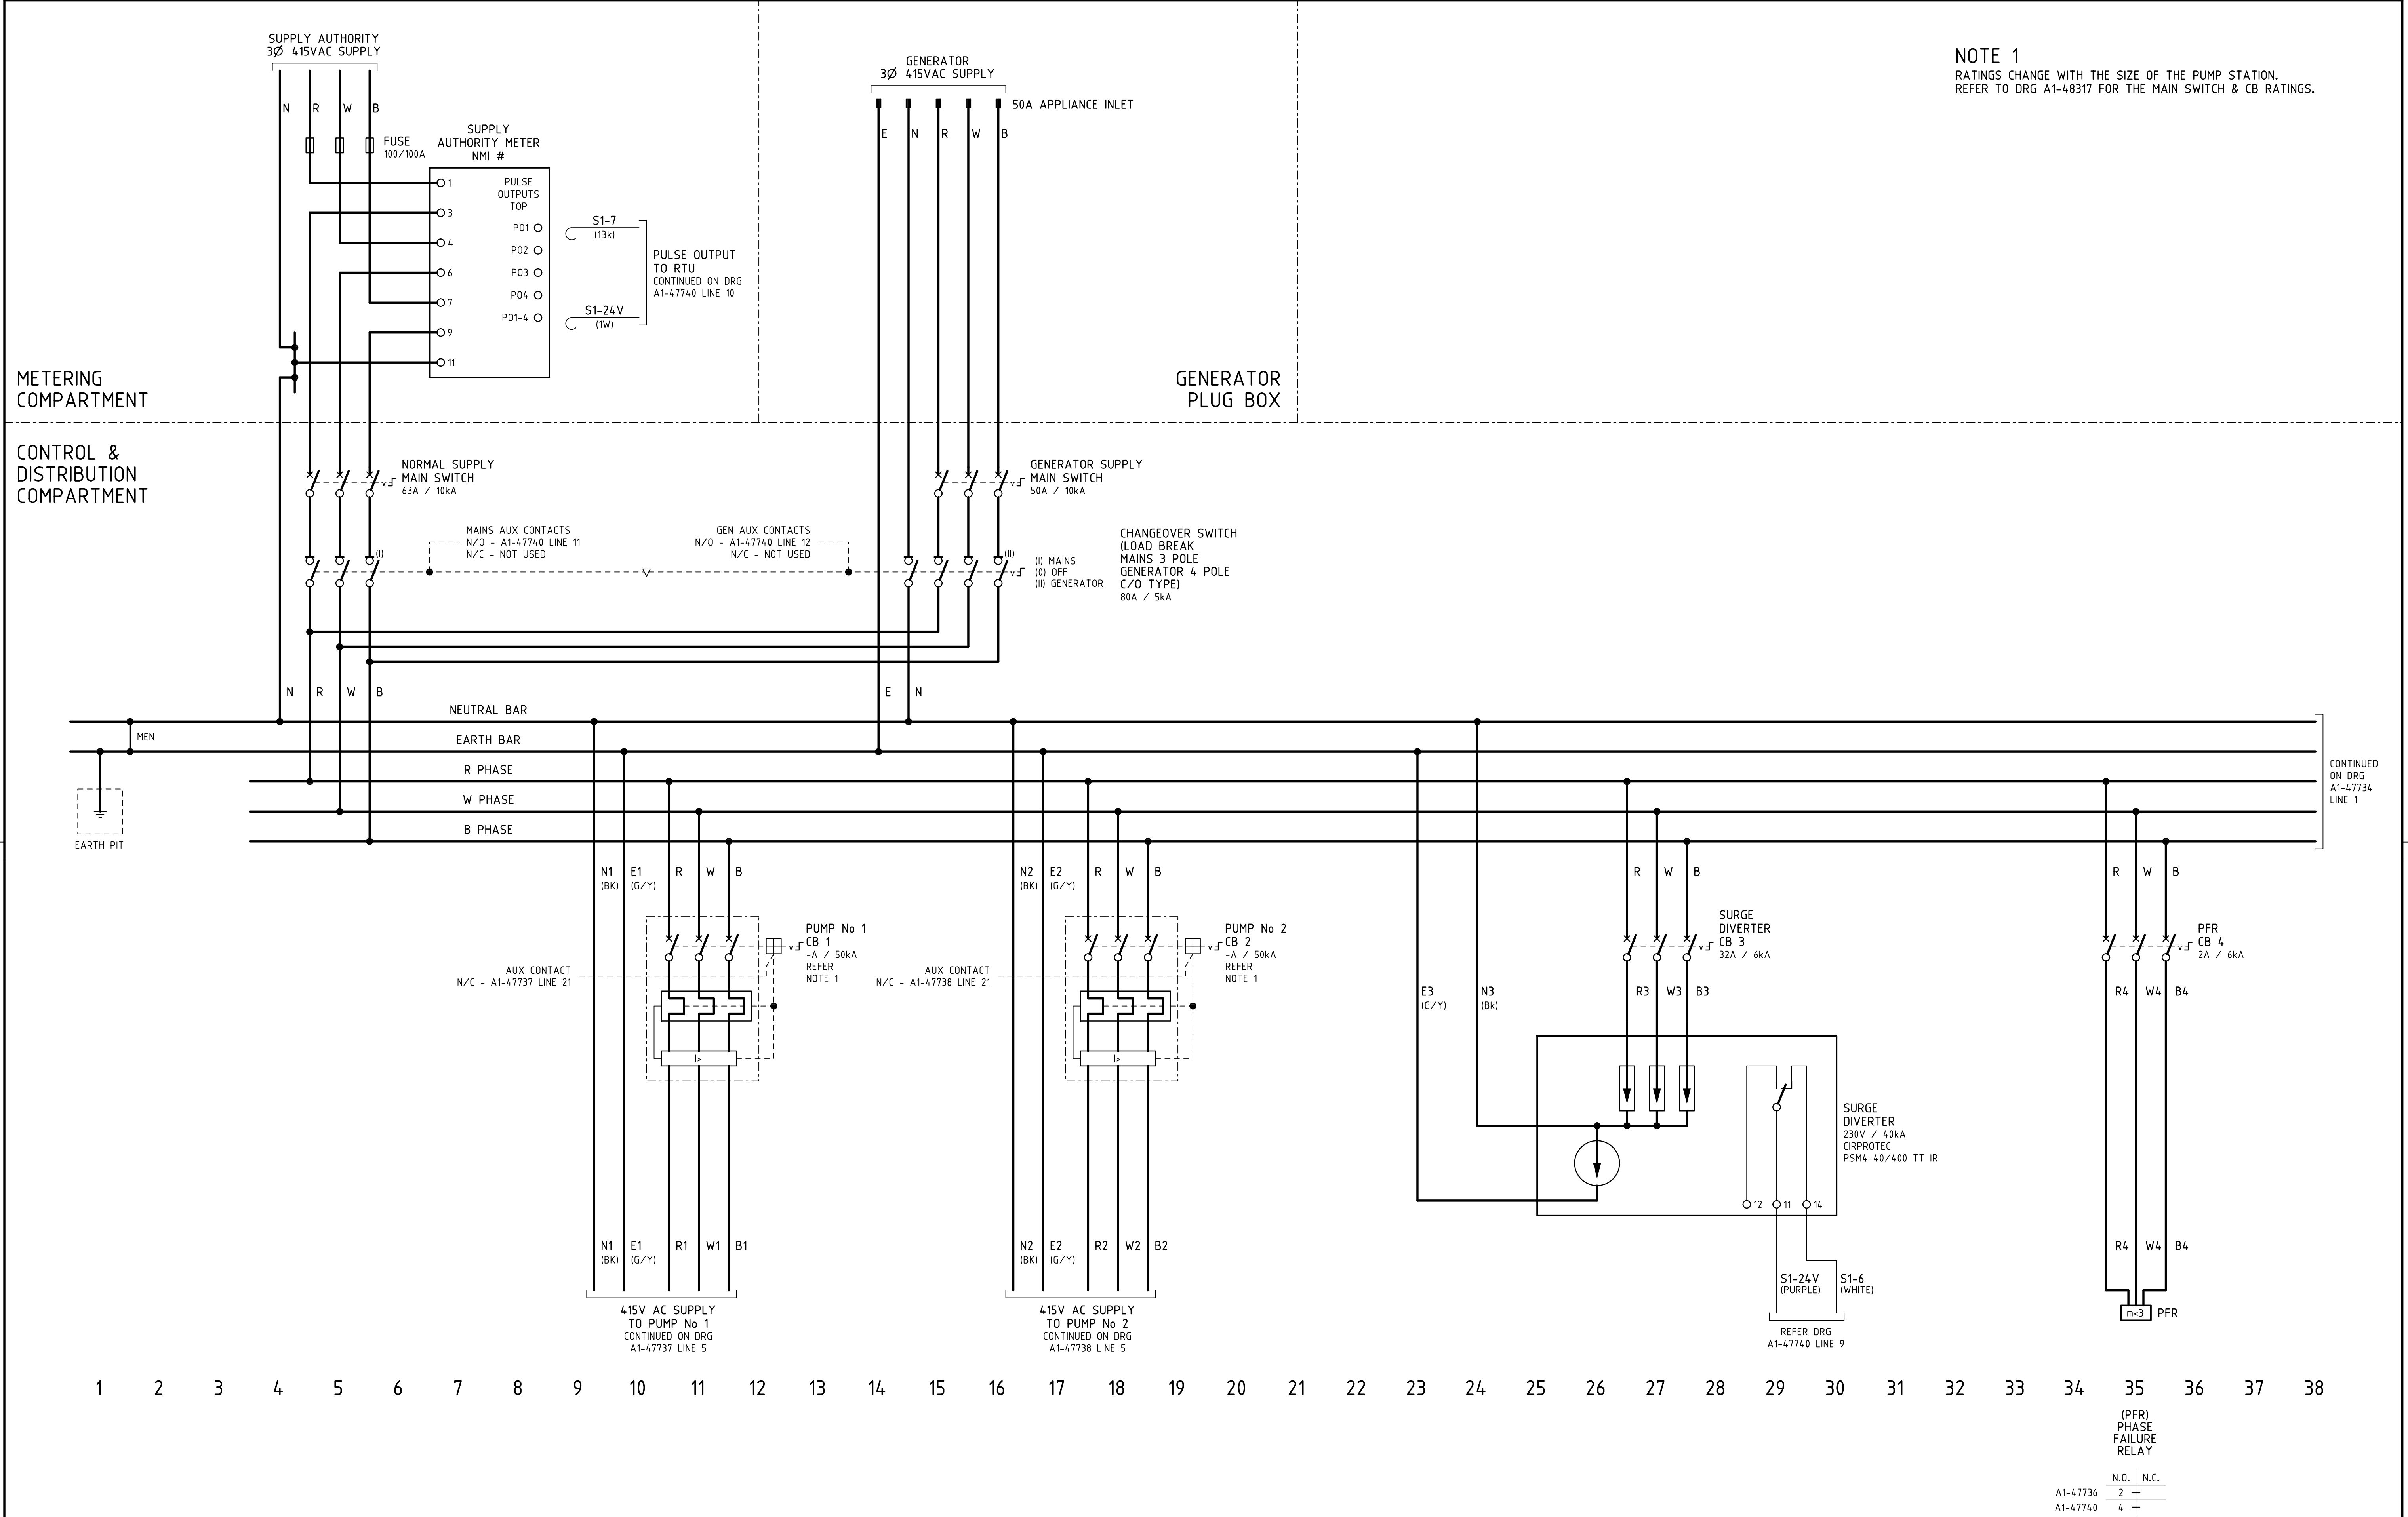 SUPPLY AUTHORITY
3Ø 415VAC SUPPLY
N R W B
FUSE
100/100A
SUPPLY
AUTHORITY METER
NMI #
1
3
4
6
7
9
11
PULSE
OUTPUTS
TOP
PO1
PO2
PO3
PO4
PO1-4
S1-7
(1Bk)
S1-24V
(1W)
PULSE OUTPUT
TO RTU
CONTINUED ON DRG
A1-47740 LINE 10
METERING
COMPARTMENT
GENERATOR
3Ø 415VAC SUPPLY
50A APPLIANCE INLET
E N R W B
GENERATOR
PLUG BOX
NOTE 1
RATINGS CHANGE WITH THE SIZE OF THE PUMP STATION.
REFER TO DRG A1-48317 FOR THE MAIN SWITCH & CB RATINGS.
CONTROL &
DISTRIBUTION
COMPARTMENT
NORMAL SUPPLY
MAIN SWITCH
63A / 10kA
GENERATOR SUPPLY
MAIN SWITCH
50A / 10kA
(I)
MAINS AUX CONTACTS
N/O - A1-47740 LINE 11
N/C - NOT USED
GEN AUX CONTACTS
N/O - A1-47740 LINE 12
N/C - NOT USED
(II)
(I) MAINS
(0) OFF
(II) GENERATOR
CHANGEOVER SWITCH
(LOAD BREAK
MAINS 3 POLE
GENERATOR 4 POLE
C/O TYPE)
80A / 5kA
N R W B
E N
NEUTRAL BAR
MEN
EARTH BAR
R PHASE
W PHASE
B PHASE
EARTH PIT
CONTINUED
ON DRG
A1-47734
LINE 1
N1
(BK)
E1
(G/Y)
R W B
PUMP No 1
CB 1
-A / 50kA
REFER
NOTE 1
AUX CONTACT
N/C - A1-47737 LINE 21
I>
N1
(BK)
E1
(G/Y)
R1 W1 B1
415V AC SUPPLY
TO PUMP No 1
CONTINUED ON DRG
A1-47737 LINE 5
N2
(BK)
E2
(G/Y)
R W B
PUMP No 2
CB 2
-A / 50kA
REFER
NOTE 1
AUX CONTACT
N/C - A1-47738 LINE 21
I>
N2
(BK)
E2
(G/Y)
R2 W2 B2
415V AC SUPPLY
TO PUMP No 2
CONTINUED ON DRG
A1-47738 LINE 5
E3
(G/Y)
N3
(Bk)
R W B
SURGE
DIVERTER
CB 3
32A / 6kA
R3 W3 B3
SURGE
DIVERTER
230V / 40kA
CIRPROTEC
PSM4-40/400 TT IR
12 11 14
S1-24V
(PURPLE)
S1-6
(WHITE)
REFER DRG
A1-47740 LINE 9
R W B
PFR
CB 4
2A / 6kA
R4 W4 B4
R4 W4 B4
m<3 PFR
1 2 3 4 5 6 7 8 9 10 11 12 13 14 15 16 17 18 19 20 21 22 23 24 25 26 27 28 29 30 31 32 33 34 35 36 37 38
(PFR)
PHASE
FAILURE
RELAY
N.O. N.C.
A1-47736 2
A1-47740 4